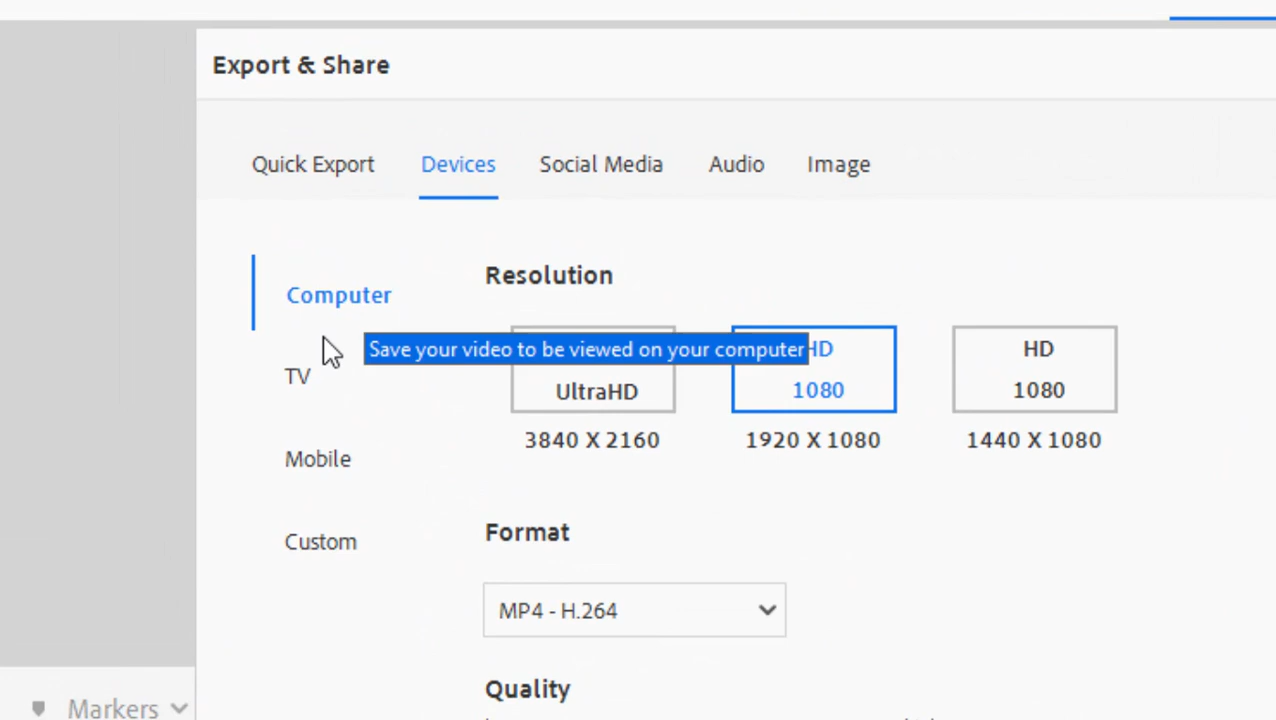 Export & Share
Quick Export Devices Social Media Audio Image
Computer
Resolution
Save your video to be viewed on your computer
HD
HD
TV
UltraHD
1080
1080
3840 X 2160
1920 X 1080
1440 X 1080
Mobile
Format
Custom
MP4 - H.264
Quality
Markers